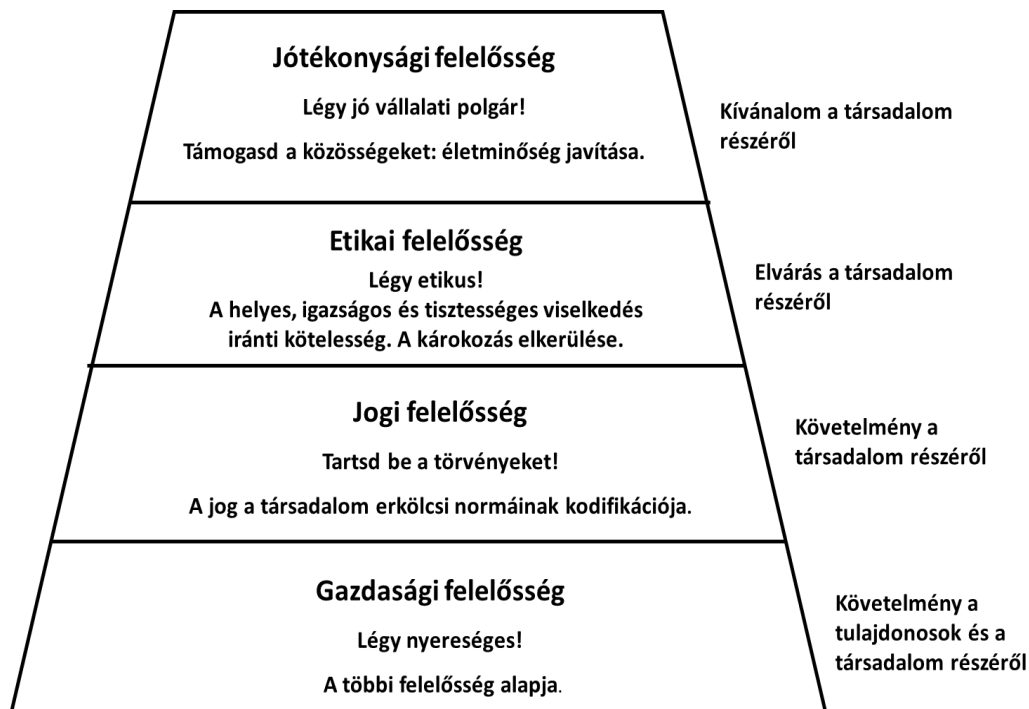 Jótékonysági felelősség
Légy jó vállalati polgár!
Támogasd a közösségeket: életminőség javítása.
Kívánalom a társadalom
részéről
Etikai felelősség
Légy etikus!
A helyes, igazságos és tisztességes viselkedés
iránti kötelesség. A károkozás elkerülése.
Elvárás a társadalom
részéről
Jogi felelősség
Tartsd be a törvényeket!
A jog a társadalom erkölcsi normáinak kodifikációja.
Követelmény a
társadalom részéről
Gazdasági felelősség
Légy nyereséges!
A többi felelősség alapja.
Követelmény a
tulajdonosok és a
társadalom részéről